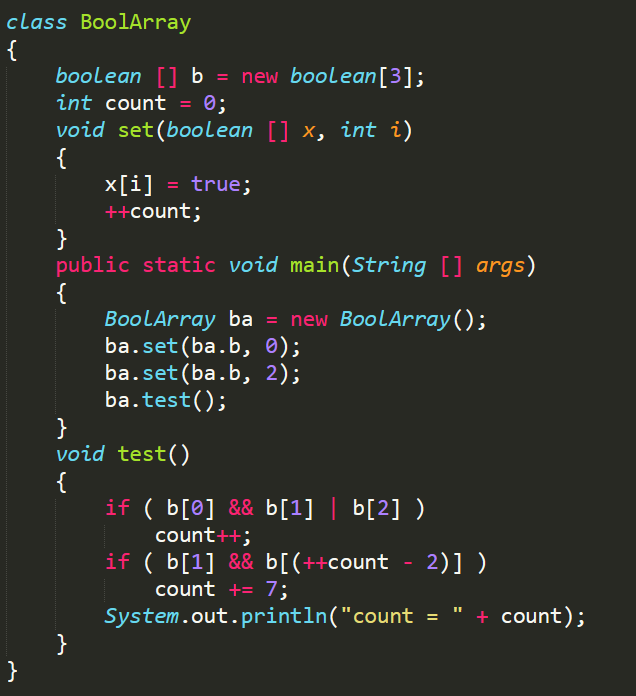 class BoolArray
{
    boolean [] b = new boolean[3];
    int count = 0;
    void set(boolean [] x, int i)
    {
        x[i] = true;
        ++count;
    }
    public static void main(String [] args)
    {
        BoolArray ba = new BoolArray();
        ba.set(ba.b, 0);
        ba.set(ba.b, 2);
        ba.test();
    }
    void test()
    {
        if ( b[0] && b[1] | b[2] )
            count++;
        if ( b[1] && b[(++count - 2)] )
            count += 7;
        System.out.println("count = " + count);
    }
}